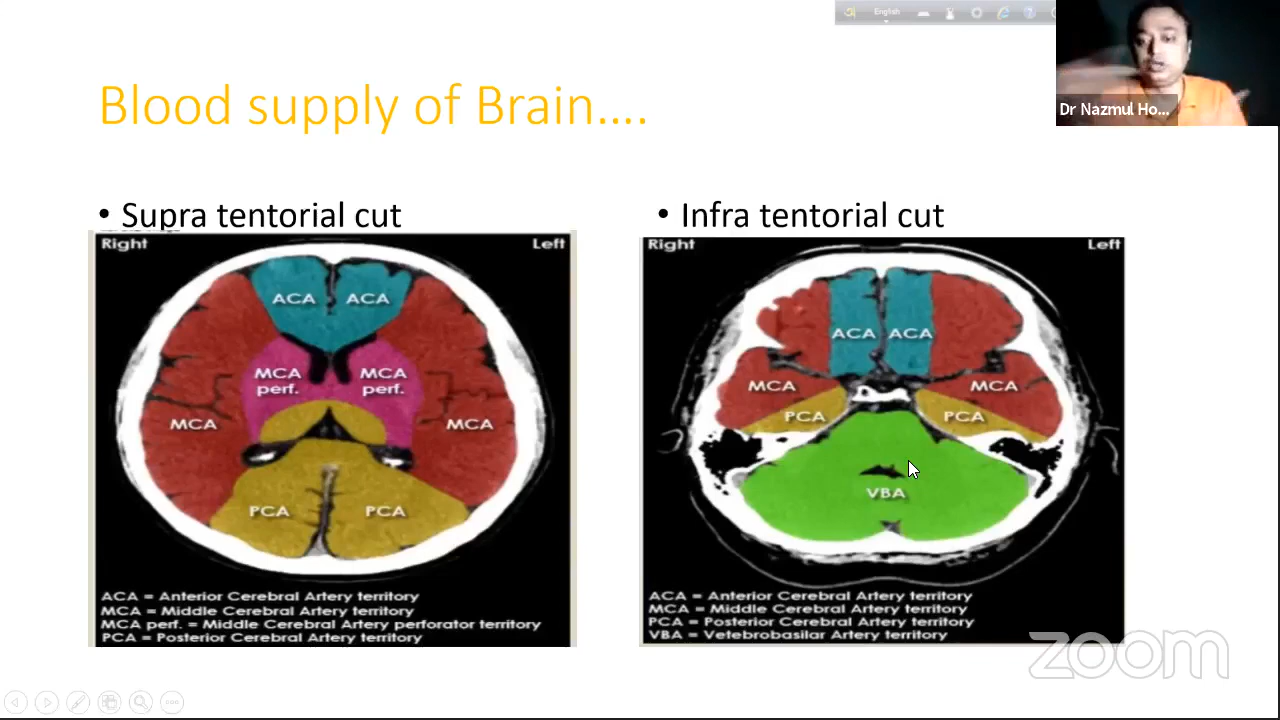 অ English
Dr Nazmul Ho...
Blood supply of Brain....
• Supra tentorial cut
Right Left
ACA ACA
MCA perf. MCA perf.
MCA MCA
PCA PCA
ACA = Anterior Cerebral Artery territory
MCA = Middle Cerebral Artery territory
MCA perf. = Middle Cerebral Artery perforator territory
PCA = Posterior Cerebral Artery territory
• Infra tentorial cut
Right Left
ACA ACA
MCA MCA
PCA PCA
VBA
ACA = Anterior Cerebral Artery territory
MCA = Middle Cerebral Artery territory
PCA = Posterior Cerebral Artery territory
VBA = Vetebrobasilar Artery territory
zoom